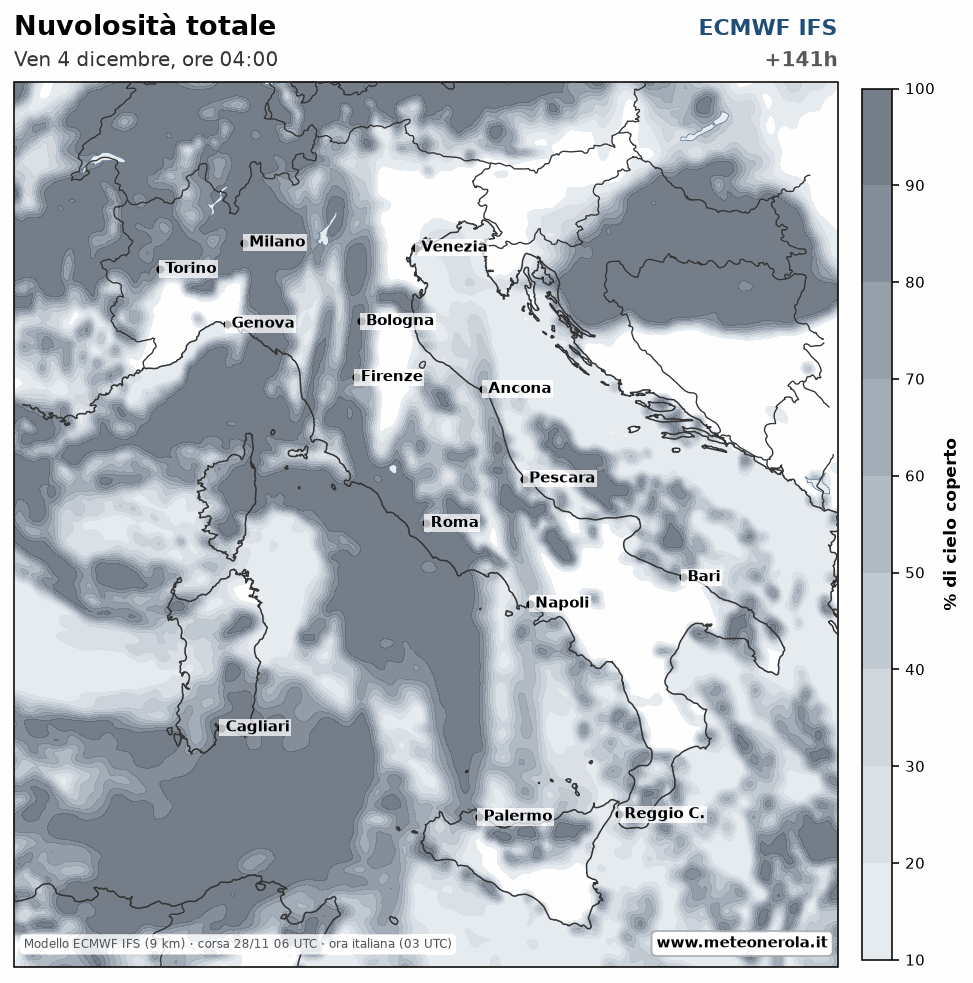 Nuvolosità totale
ECMWF IFS
Ven 4 dicembre, ore 04:00
+141h
Milano
Venezia
Torino
Genova
Bologna
Firenze
Ancona
Pescara
Roma
Bari
Napoli
Cagliari
Palermo
Reggio C.
100
90
80
70
60
50
40
30
20
10
% di cielo coperto
Modello ECMWF IFS (9 km) · corsa 28/11 06 UTC · ora italiana (03 UTC)
www.meteonerola.it